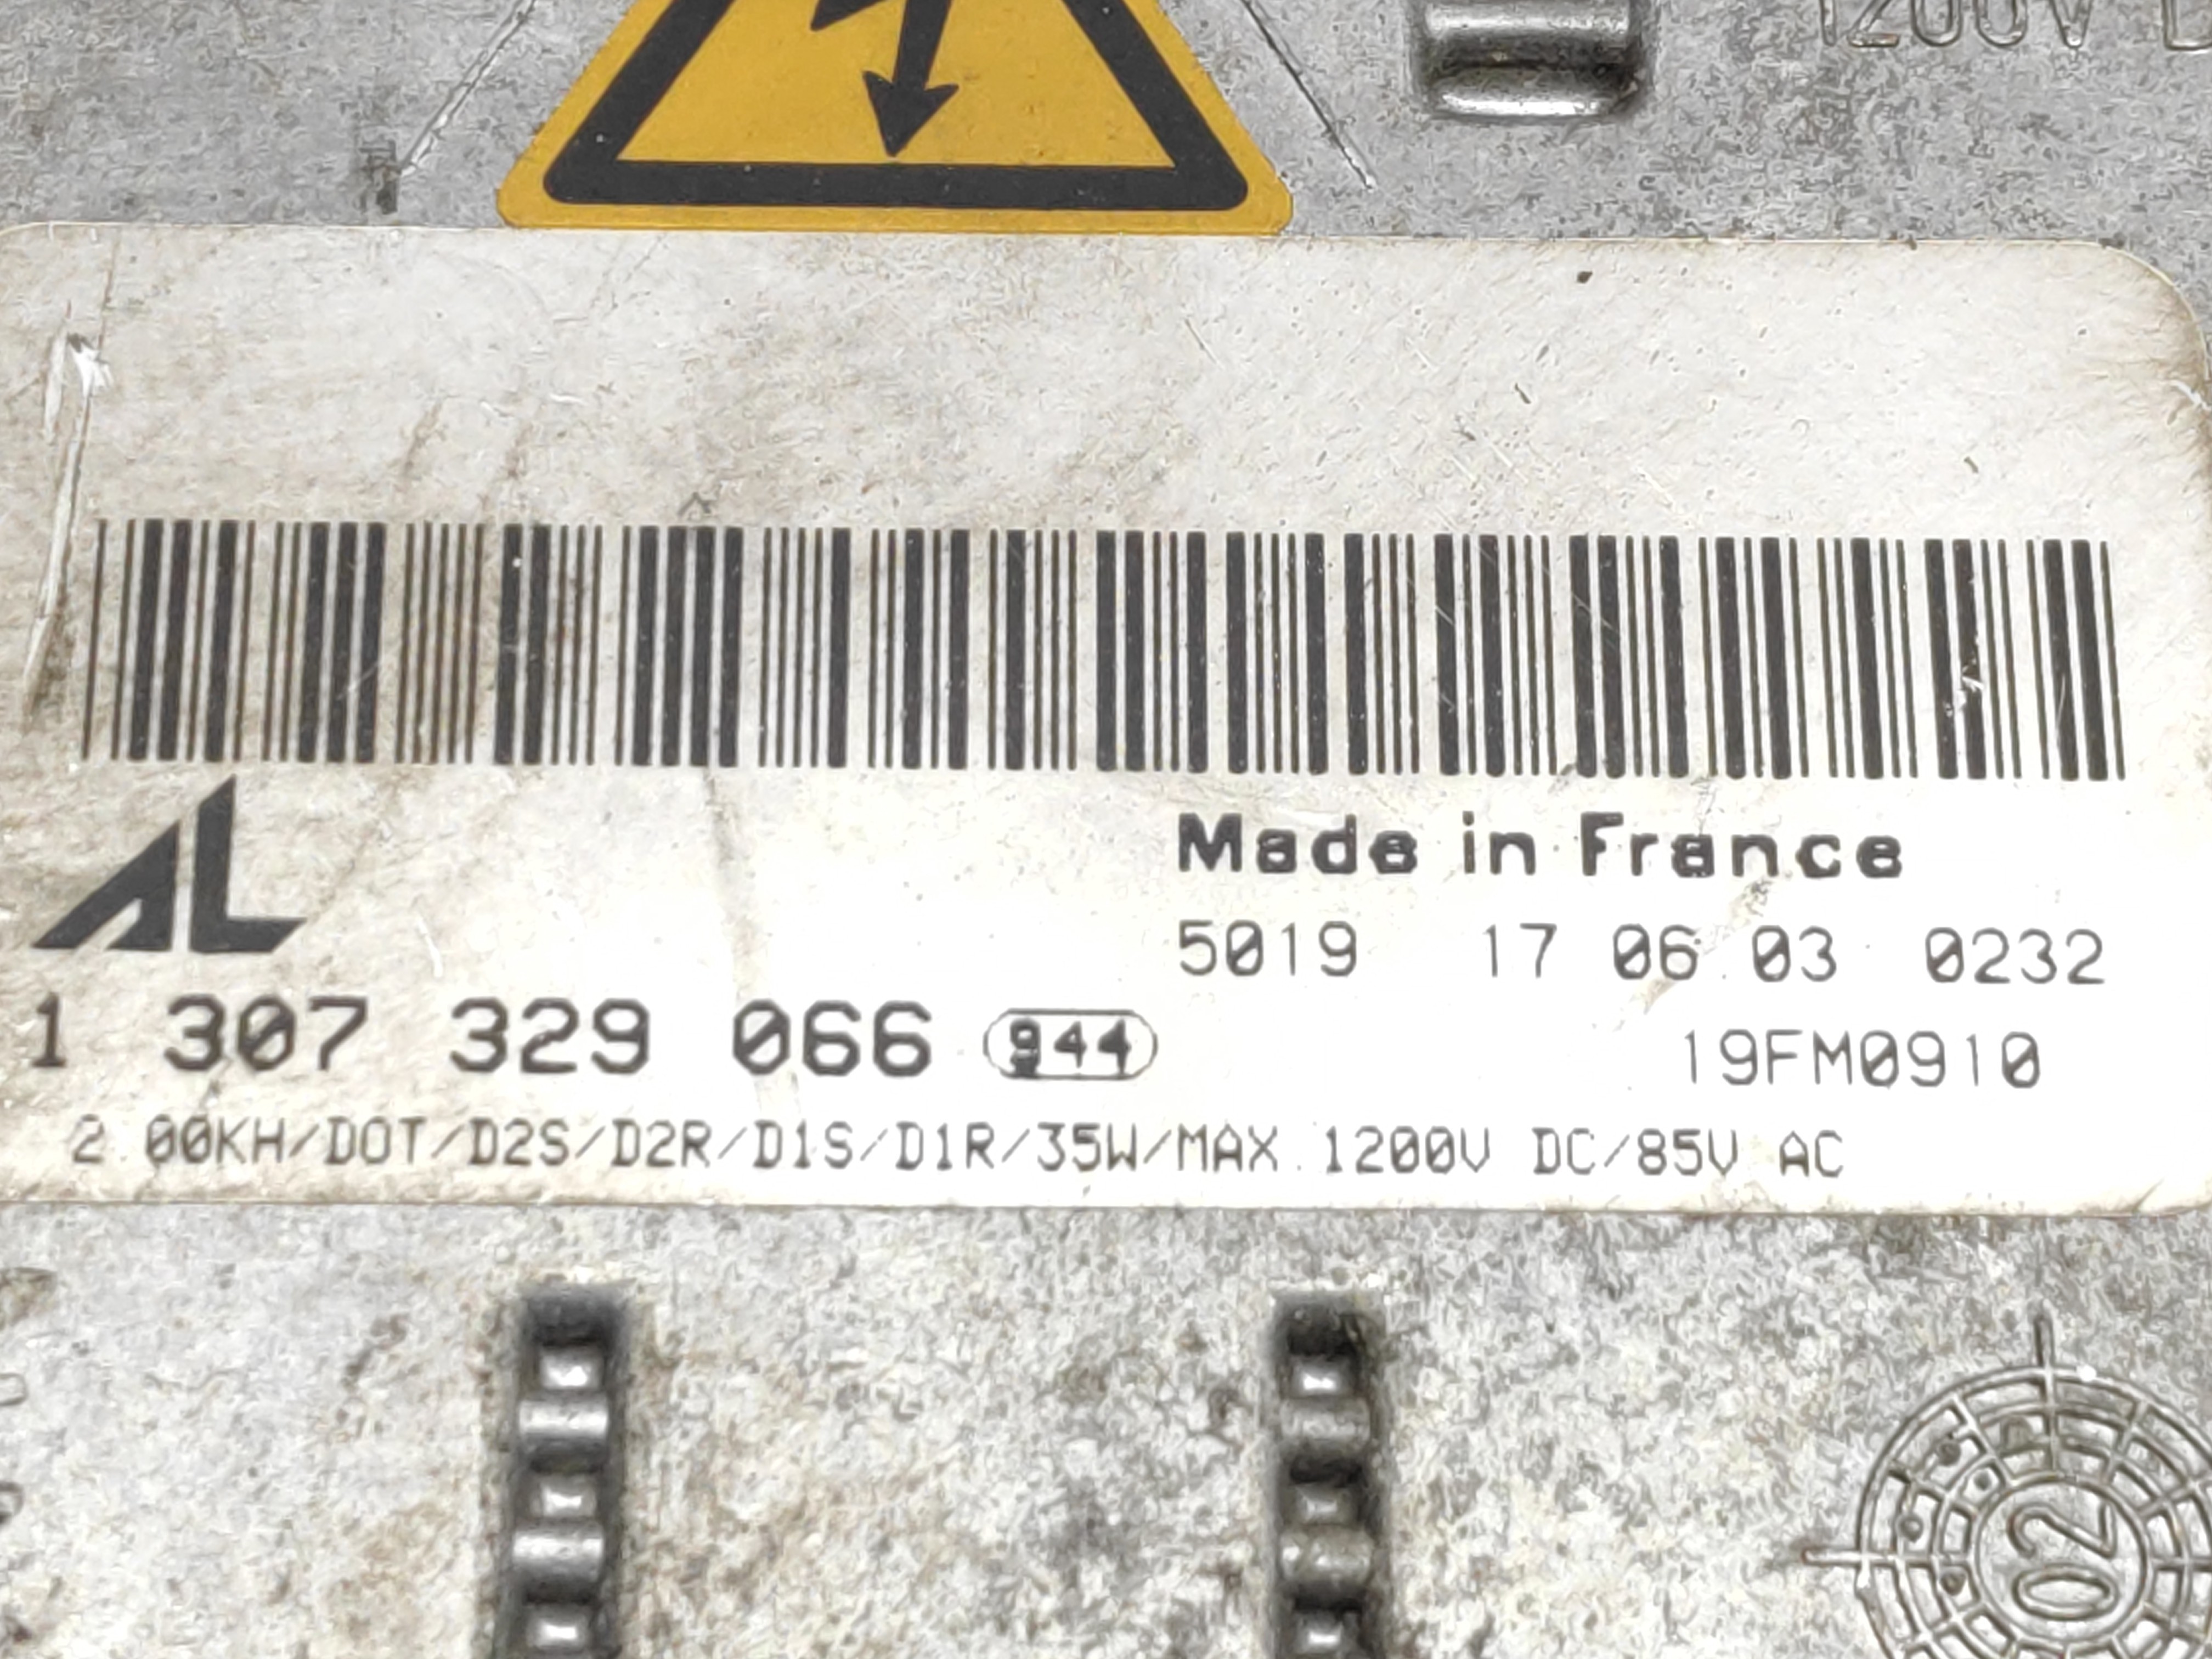 1200V D
AL
Made in France
5019 17 06 03 0232
1 307 329 066 944
19FM0910
2.00KH/DOT/D2S/D2R/D1S/D1R/35W/MAX.1200V DC/85V AC
02